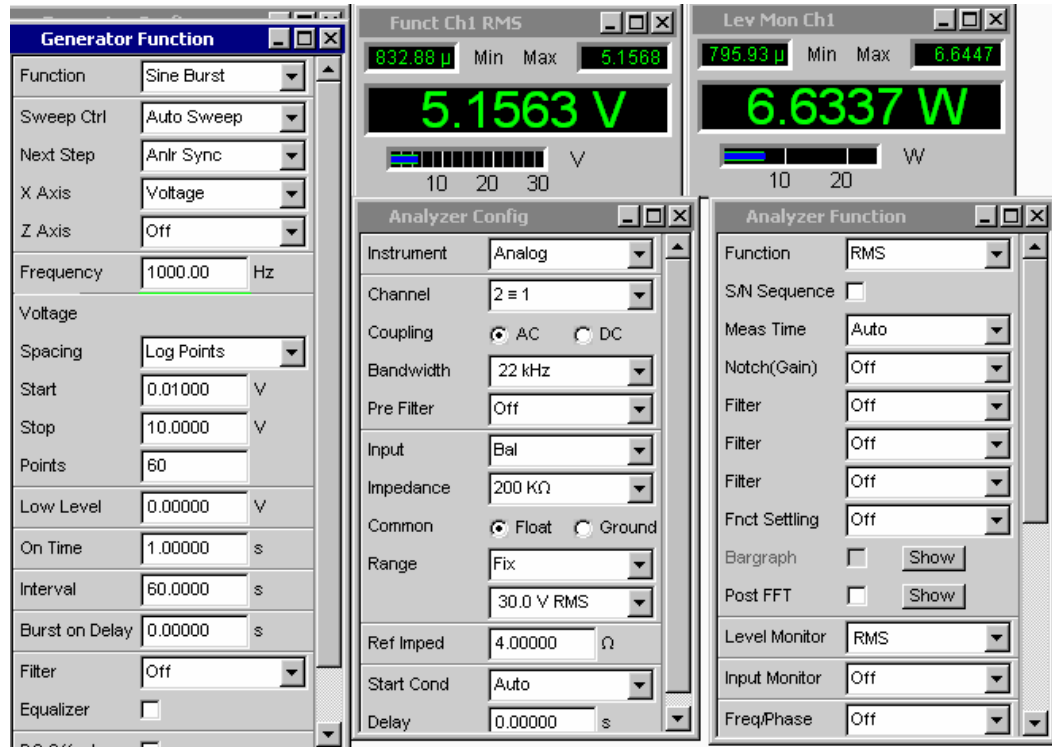 Generator Function
Function Sine Burst
Sweep Ctrl Auto Sweep
Next Step Anlr Sync
X Axis Voltage
Z Axis Off
Frequency 1000.00 Hz
Voltage
Spacing Log Points
Start 0.01000 V
Stop 10.0000 V
Points 60
Low Level 0.00000 V
On Time 1.00000 s
Interval 60.0000 s
Burst on Delay 0.00000 s
Filter Off
Equalizer
Funct Ch1 RMS
832.88 µ Min Max 5.1568
5.1563 V
V
10 20 30
Lev Mon Ch1
795.93 µ Min Max 6.6447
6.6337 W
W
10 20
Analyzer Config
Instrument Analog
Channel 2 ≡ 1
Coupling AC DC
Bandwidth 22 kHz
Pre Filter Off
Input Bal
Impedance 200 KΩ
Common Float Ground
Range Fix
30.0 V RMS
Ref Imped 4.00000 Ω
Start Cond Auto
Delay 0.00000 s
Analyzer Function
Function RMS
S/N Sequence
Meas Time Auto
Notch(Gain) Off
Filter Off
Filter Off
Filter Off
Fnct Settling Off
Bargraph Show
Post FFT Show
Level Monitor RMS
Input Monitor Off
Freq/Phase Off